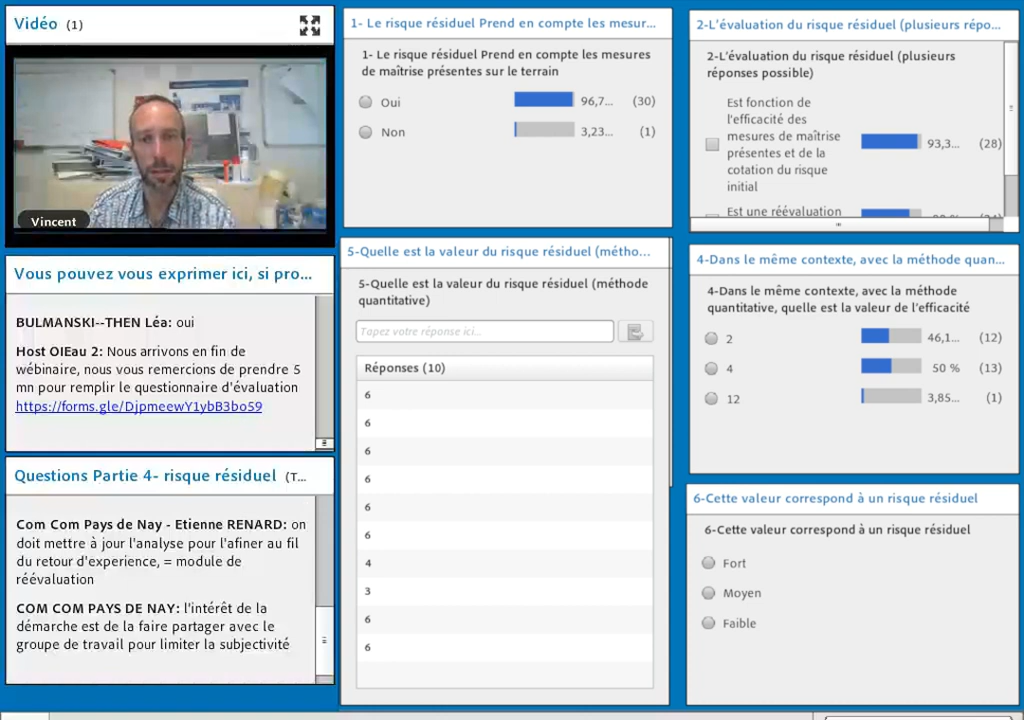 Vidéo (1)
Vincent
Vous pouvez vous exprimer ici, si pro...
BULMANSKI--THEN Léa: oui
Host OIEau 2: Nous arrivons en fin de
wébinaire, nous vous remercions de prendre 5
mn pour remplir le questionnaire d'évaluation
https://forms.gle/DjpmeewY1ybB3bo59
Questions Partie 4- risque résiduel (T...
Com Com Pays de Nay - Etienne RENARD: on
doit mettre à jour l'analyse pour l'afiner au fil
du retour d'experience, = module de
réévaluation
COM COM PAYS DE NAY: l'intérêt de la
démarche est de la faire partager avec le
groupe de travail pour limiter la subjectivité
1- Le risque résiduel Prend en compte les mesur...
1- Le risque résiduel Prend en compte les mesures
de maîtrise présentes sur le terrain
Oui 96,7... (30)
Non 3,23... (1)
5-Quelle est la valeur du risque résiduel (métho...
5-Quelle est la valeur du risque résiduel (méthode
quantitative)
Tapez votre réponse ici...
Réponses (10)
6
6
6
6
6
6
4
3
6
6
2-L'évaluation du risque résiduel (plusieurs répo...
2-L'évaluation du risque résiduel (plusieurs
réponses possible)
Est fonction de
l'efficacité des
mesures de maîtrise
présentes et de la
cotation du risque
initial
93,3... (28)
Est une réévaluation
4-Dans le même contexte, avec la méthode quan...
4-Dans le même contexte, avec la méthode
quantitative, quelle est la valeur de l'efficacité
2 46,1... (12)
4 50 % (13)
12 3,85... (1)
6-Cette valeur correspond à un risque résiduel
6-Cette valeur correspond à un risque résiduel
Fort
Moyen
Faible